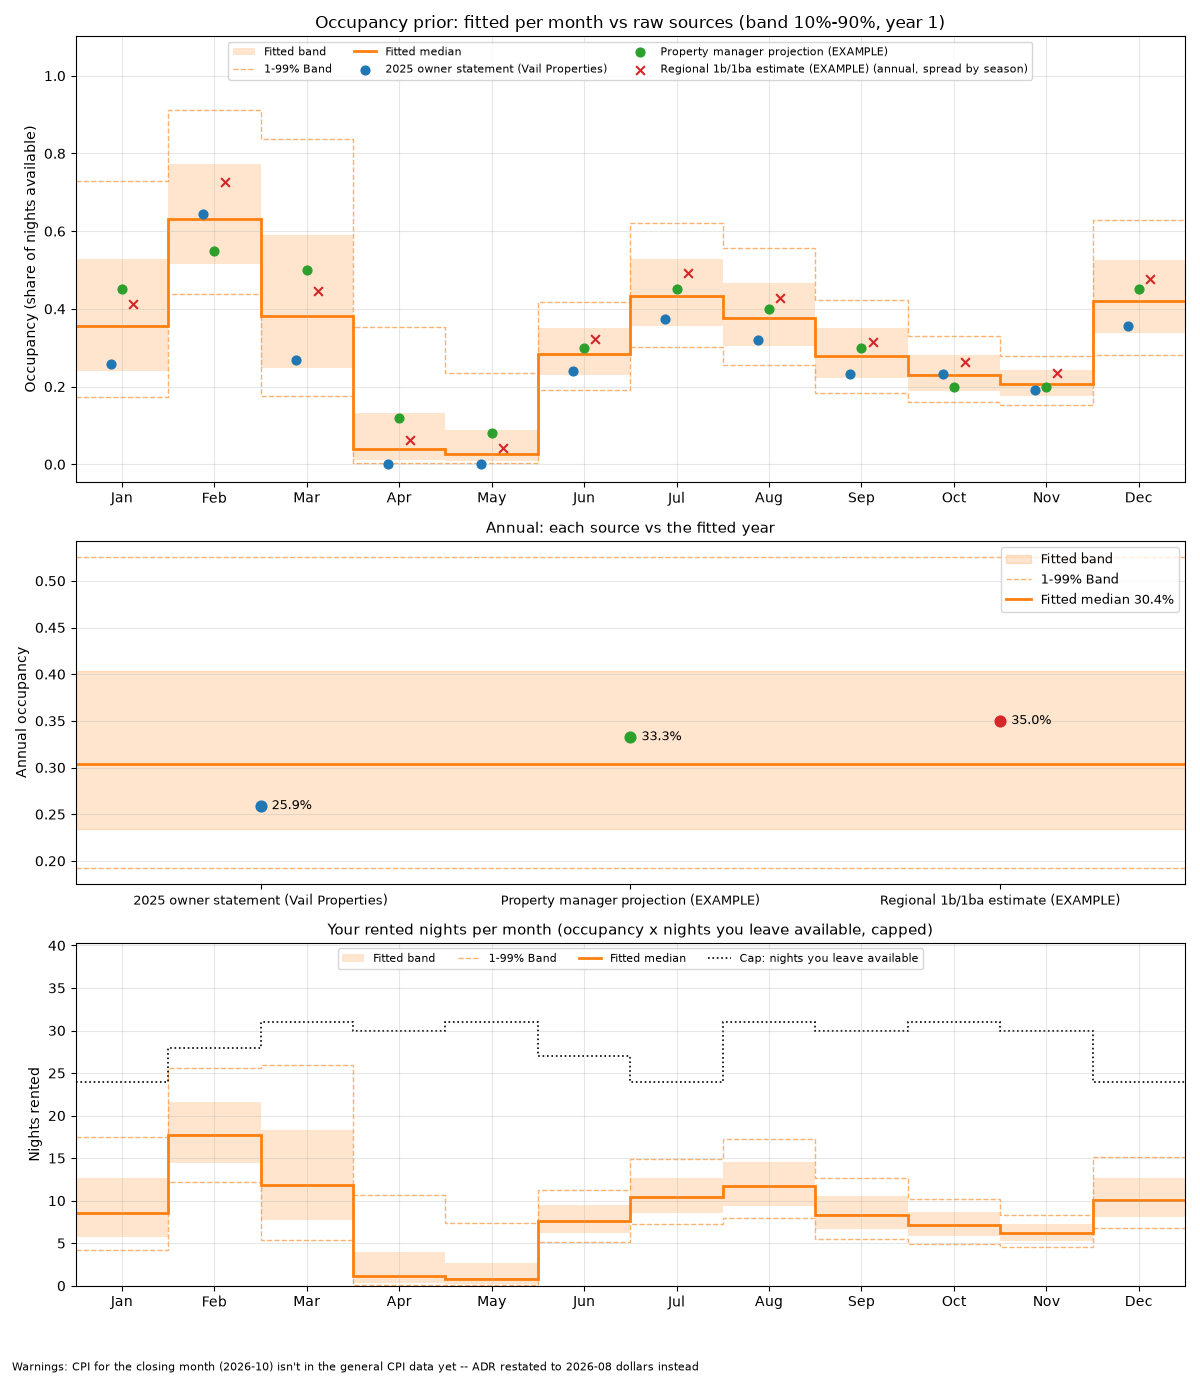 Occupancy prior: fitted per month vs raw sources (band 10%-90%, year 1)
Fitted band
1-99% Band
Fitted median
2025 owner statement (Vail Properties)
Property manager projection (EXAMPLE)
Regional 1b/1ba estimate (EXAMPLE) (annual, spread by season)
Occupancy (share of nights available)
1.0
0.8
0.6
0.4
0.2
0.0
Jan Feb Mar Apr May Jun Jul Aug Sep Oct Nov Dec
Annual: each source vs the fitted year
Fitted band
1-99% Band
Fitted median 30.4%
Annual occupancy
0.50
0.45
0.40
0.35
0.30
0.25
0.20
25.9%
33.3%
35.0%
2025 owner statement (Vail Properties)
Property manager projection (EXAMPLE)
Regional 1b/1ba estimate (EXAMPLE)
Your rented nights per month (occupancy x nights you leave available, capped)
Fitted band
1-99% Band
Fitted median
Cap: nights you leave available
Nights rented
40
35
30
25
20
15
10
5
0
Jan Feb Mar Apr May Jun Jul Aug Sep Oct Nov Dec
Warnings: CPI for the closing month (2026-10) isn't in the general CPI data yet -- ADR restated to 2026-08 dollars instead